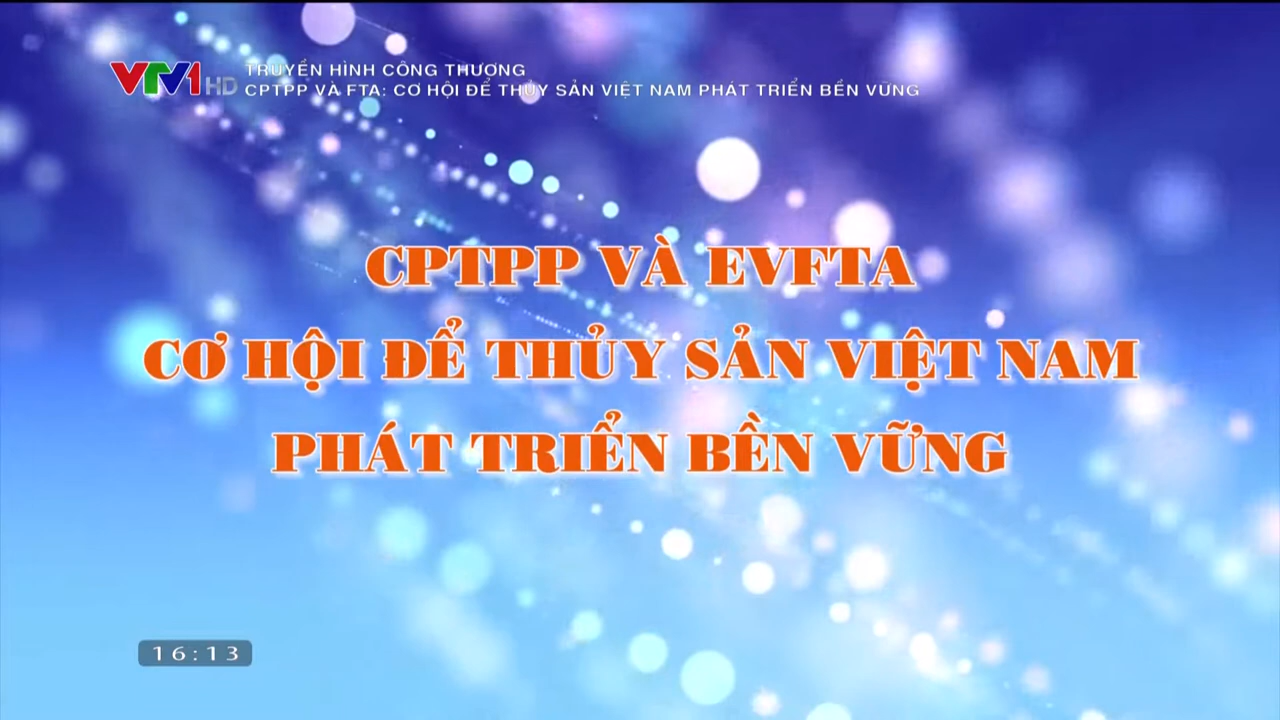 VTV1 HD
TRUYỀN HÌNH CÔNG THƯƠNG
CPTPP VÀ FTA: CƠ HỘI ĐỂ THỦY SẢN VIỆT NAM PHÁT TRIỂN BỀN VỮNG
CPTPP VÀ EVFTA
CƠ HỘI ĐỂ THỦY SẢN VIỆT NAM
PHÁT TRIỂN BỀN VỮNG
16:13